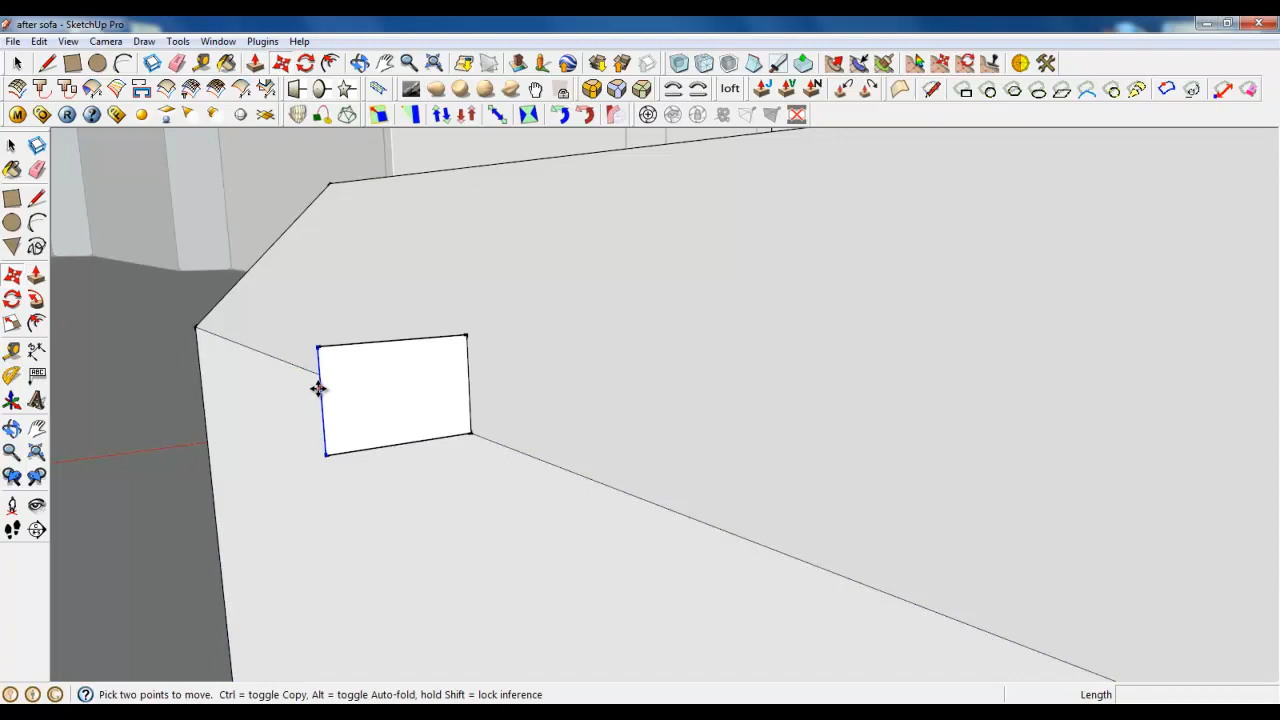 after sofa - SketchUp Pro
File Edit View Camera Draw Tools Window Plugins Help
loft
M R ?
ABC
Pick two points to move. Ctrl = toggle Copy, Alt = toggle Auto-fold, hold Shift = lock inference Length